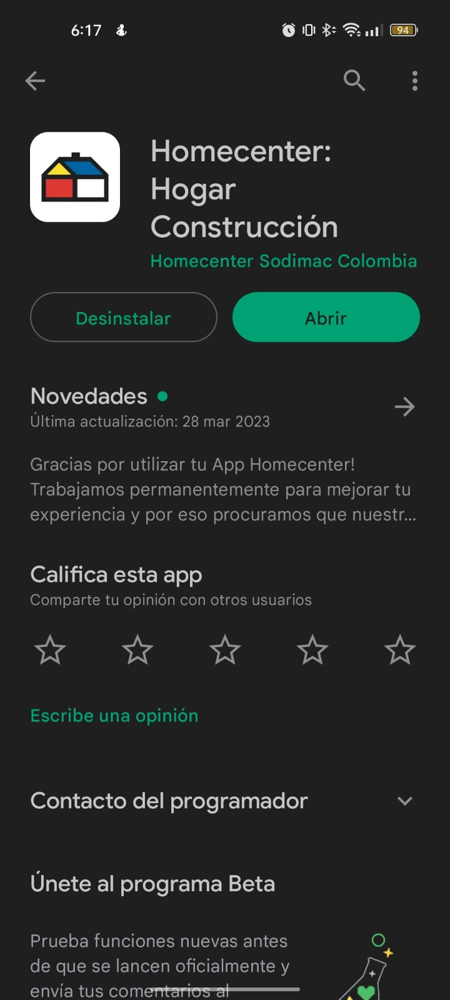 6:17
94
Homecenter:
Hogar
Construcción
Homecenter Sodimac Colombia
Desinstalar
Abrir
Novedades
Última actualización: 28 mar 2023
Gracias por utilizar tu App Homecenter!
Trabajamos permanentemente para mejorar tu
experiencia y por eso procuramos que nuestr...
Califica esta app
Comparte tu opinión con otros usuarios
Escribe una opinión
Contacto del programador
Únete al programa Beta
Prueba funciones nuevas antes
de que se lancen oficialmente y
envía tus comentarios al